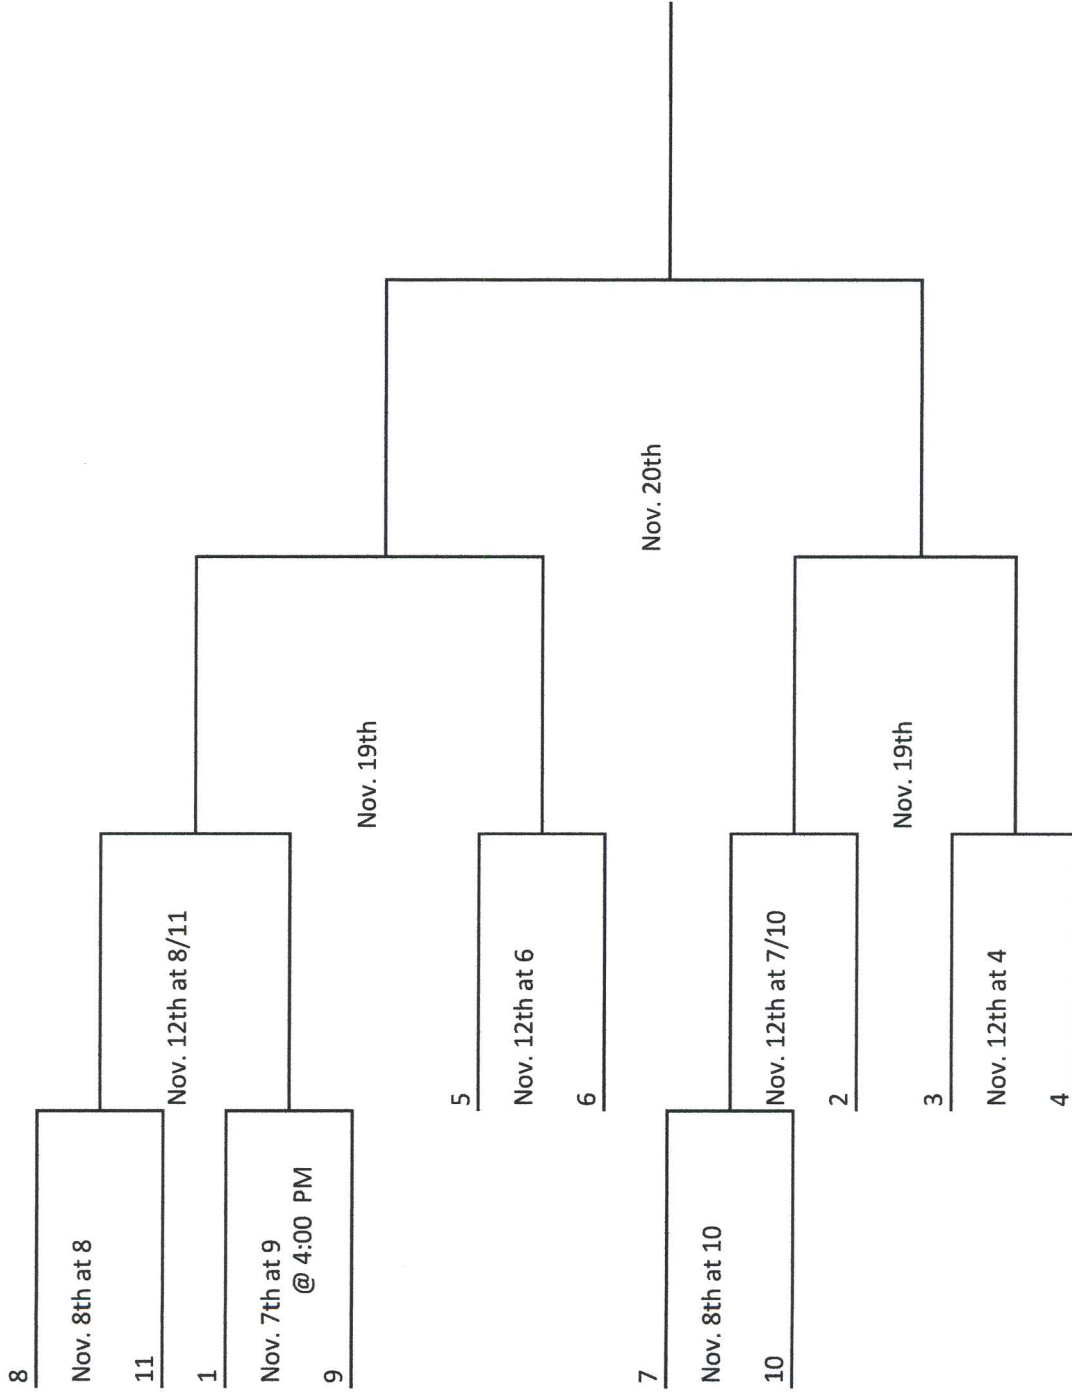 8
Nov. 8th at 8
11
Nov. 12th at 8/11
1
Nov. 7th at 9
@ 4:00 PM
9
Nov. 19th
5
Nov. 12th at 6
6
Nov. 20th
7
Nov. 8th at 10
10
Nov. 12th at 7/10
2
Nov. 19th
3
Nov. 12th at 4
4